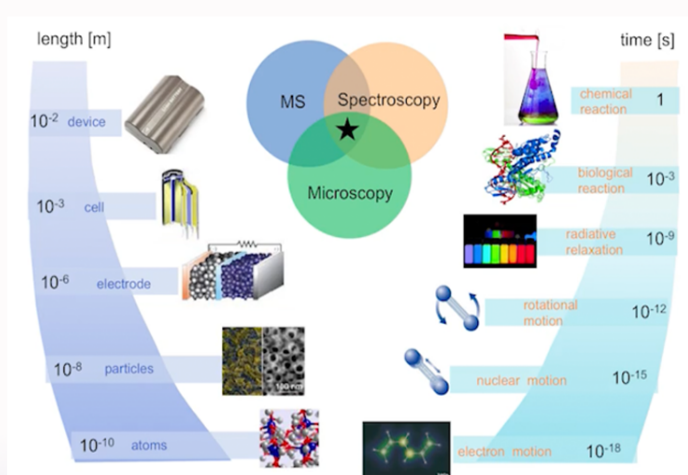 length [m]
time [s]
MS
Spectroscopy
Microscopy
10-2 device
10-3 cell
10-6 electrode
10-8 particles
10-10 atoms
chemical
reaction
1
biological
reaction
10-3
radiative
relaxation
10-9
rotational
motion
10-12
nuclear motion
10-15
electron motion
10-18
100 nm